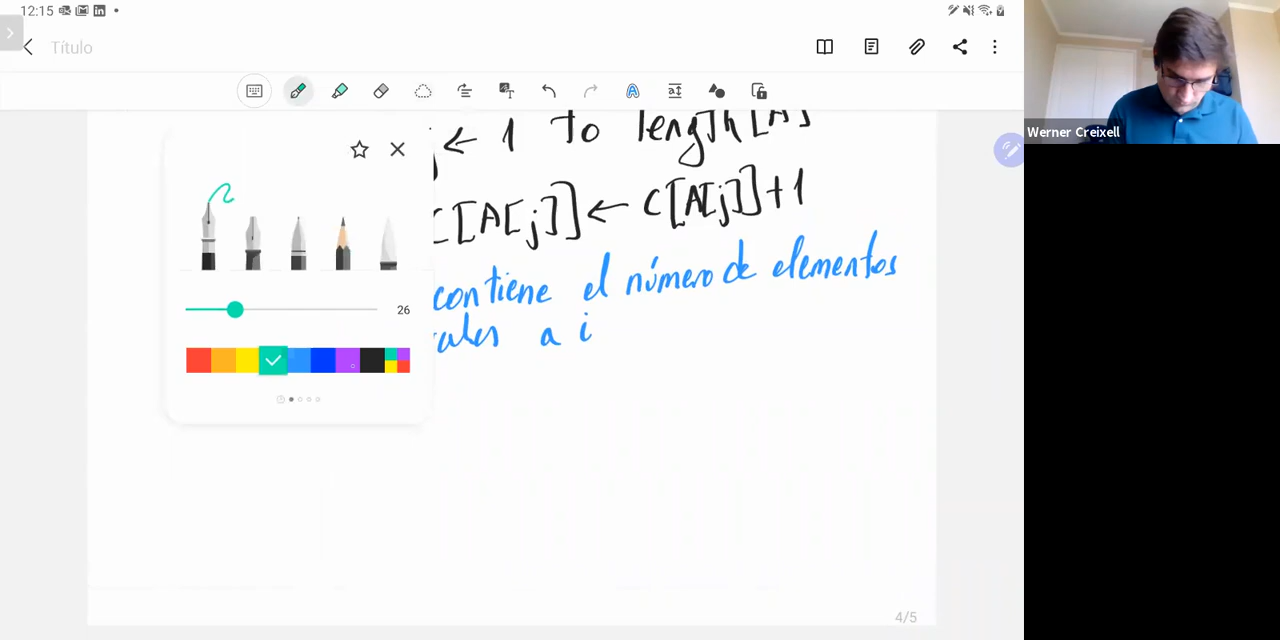 12:15
Título
← 1 to length[A]
C[A[j]] ← C[A[j]]+1
contiene el número de elementos
a i
26
4/5
Werner Creixell